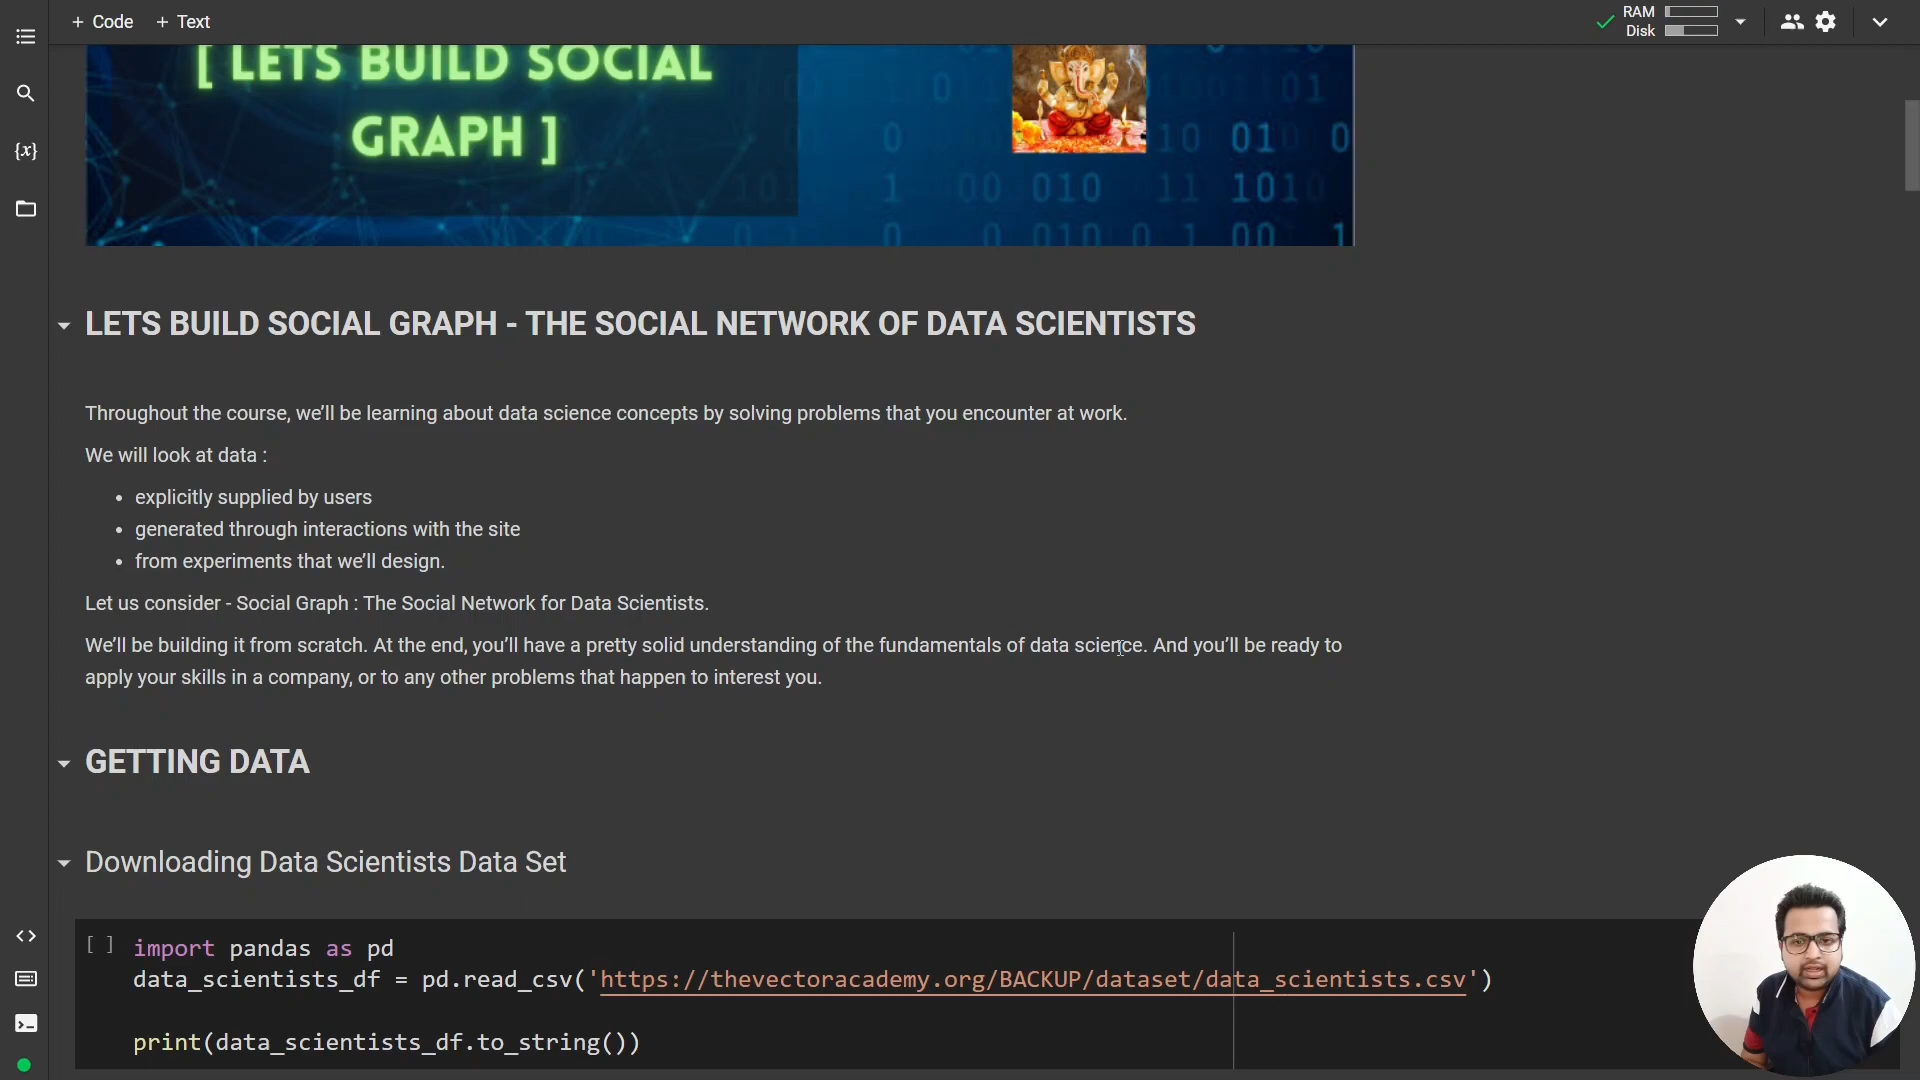 + Code + Text
RAM
Disk
[ LETS BUILD SOCIAL
GRAPH ]
LETS BUILD SOCIAL GRAPH - THE SOCIAL NETWORK OF DATA SCIENTISTS
Throughout the course, we’ll be learning about data science concepts by solving problems that you encounter at work.
We will look at data :
• explicitly supplied by users
• generated through interactions with the site
• from experiments that we’ll design.
Let us consider - Social Graph : The Social Network for Data Scientists.
We’ll be building it from scratch. At the end, you’ll have a pretty solid understanding of the fundamentals of data science. And you’ll be ready to
apply your skills in a company, or to any other problems that happen to interest you.
GETTING DATA
Downloading Data Scientists Data Set
[ ] import pandas as pd
data_scientists_df = pd.read_csv('https://thevectoracademy.org/BACKUP/dataset/data_scientists.csv')
print(data_scientists_df.to_string())